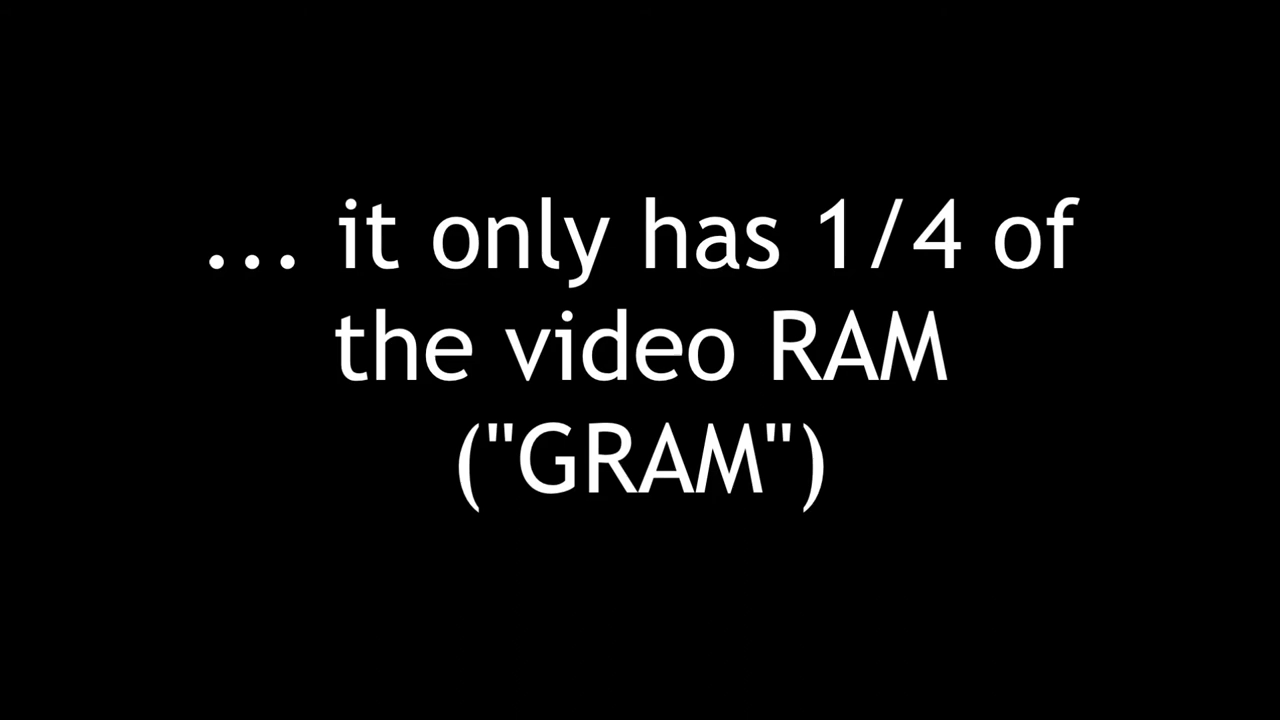 ... it only has 1/4 of
the video RAM
("GRAM")